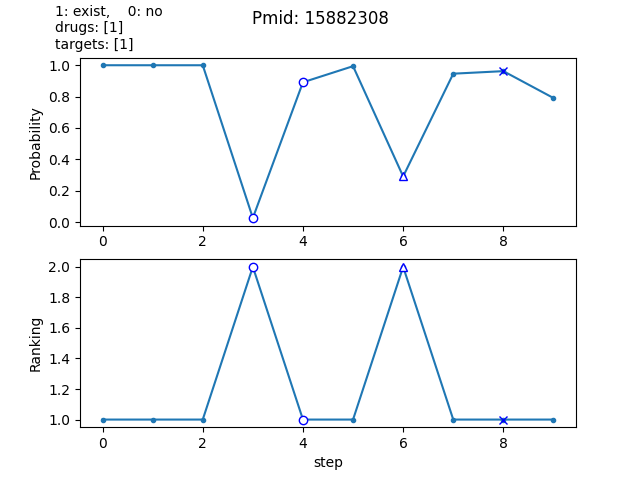 1: exist,    0: no
drugs: [1]
targets: [1]
Pmid: 15882308
Probability
1.0
0.8
0.6
0.4
0.2
0.0
0 2 4 6 8
Ranking
2.0
1.8
1.6
1.4
1.2
1.0
0 2 4 6 8
step